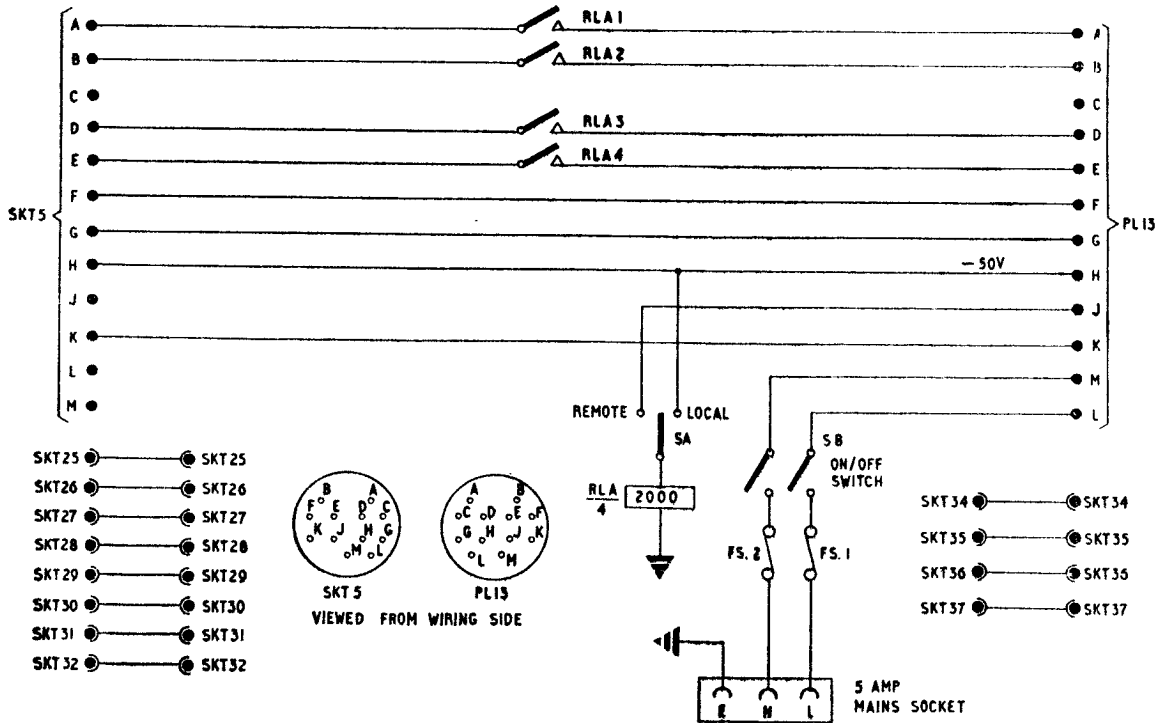 A RLA1 A
B RLA2 B
C C
D RLA3 D
E RLA4 E
F F
SKT5 PL13
G G
H -50V H
J J
K K
L M
M L
REMOTE LOCAL
SA
SB
ON/OFF
SWITCH
RLA
4
2000
FS.2 FS.1
SKT25 SKT25
SKT26 SKT26
SKT27 SKT27
SKT28 SKT28
SKT29 SKT29
SKT30 SKT30
SKT31 SKT31
SKT32 SKT32
B A
F E D C
K J H G
M L
SKT5
A B
C D E F
G H J K
L M
PL13
VIEWED FROM WIRING SIDE
SKT34 SKT34
SKT35 SKT35
SKT36 SKT36
SKT37 SKT37
E N L
5 AMP
MAINS SOCKET